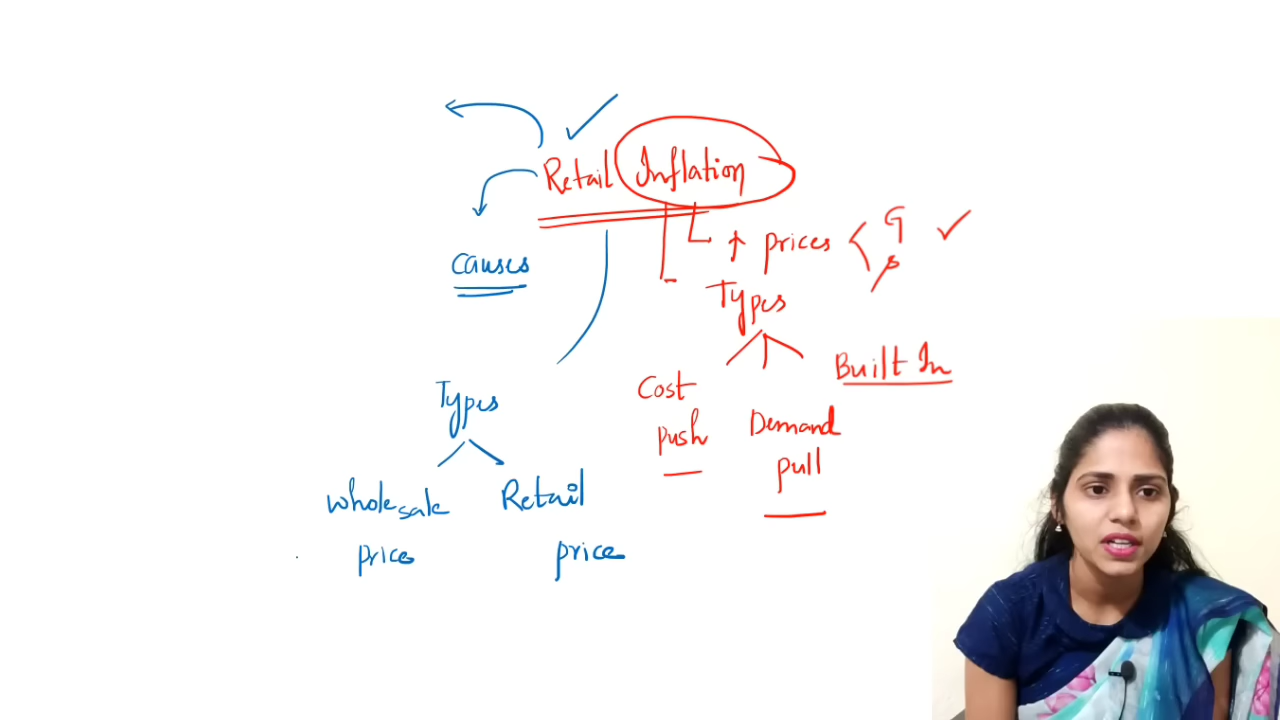 Retail Inflation
↑ prices
G
s
causes
Types
Cost
push
Demand
pull
Built In
Types
wholesale
price
Retail
price